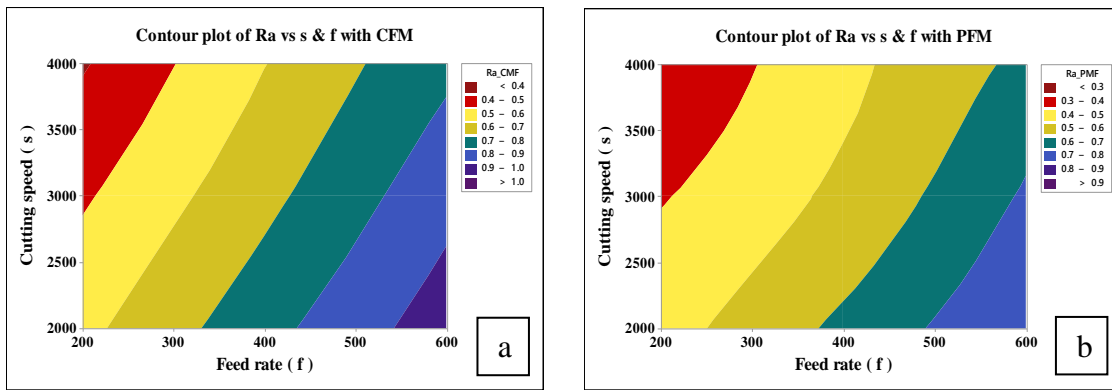 Contour plot of Ra vs s & f with CFM
4000
3500
3000
2500
2000
Cutting speed ( s )
200 300 400 500 600
Feed rate ( f )
Ra_CMF
< 0.4
0.4 – 0.5
0.5 – 0.6
0.6 – 0.7
0.7 – 0.8
0.8 – 0.9
0.9 – 1.0
> 1.0
a
Contour plot of Ra vs s & f with PFM
4000
3500
3000
2500
2000
Cutting speed ( s )
200 300 400 500 600
Feed rate ( f )
Ra_PMF
< 0.3
0.3 – 0.4
0.4 – 0.5
0.5 – 0.6
0.6 – 0.7
0.7 – 0.8
0.8 – 0.9
> 0.9
b